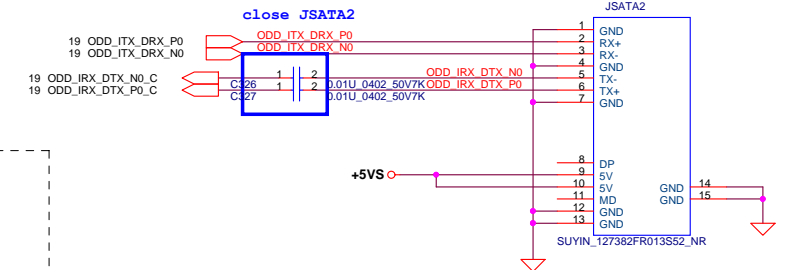 JSATA2
close JSATA2
19 ODD_ITX_DRX_P0
ODD_ITX_DRX_P0
19 ODD_ITX_DRX_N0
ODD_ITX_DRX_N0
1 GND
2 RX+
3 RX-
4 GND
5 TX-
6 TX+
7 GND
19 ODD_IRX_DTX_N0_C
C326 1 2 0.01U_0402_50V7K
ODD_IRX_DTX_N0
19 ODD_IRX_DTX_P0_C
C327 1 2 0.01U_0402_50V7K
ODD_IRX_DTX_P0
+5VS
8 DP
9 5V
10 5V
11 MD
12 GND
13 GND
GND 14
GND 15
SUYIN_127382FR013S52_NR